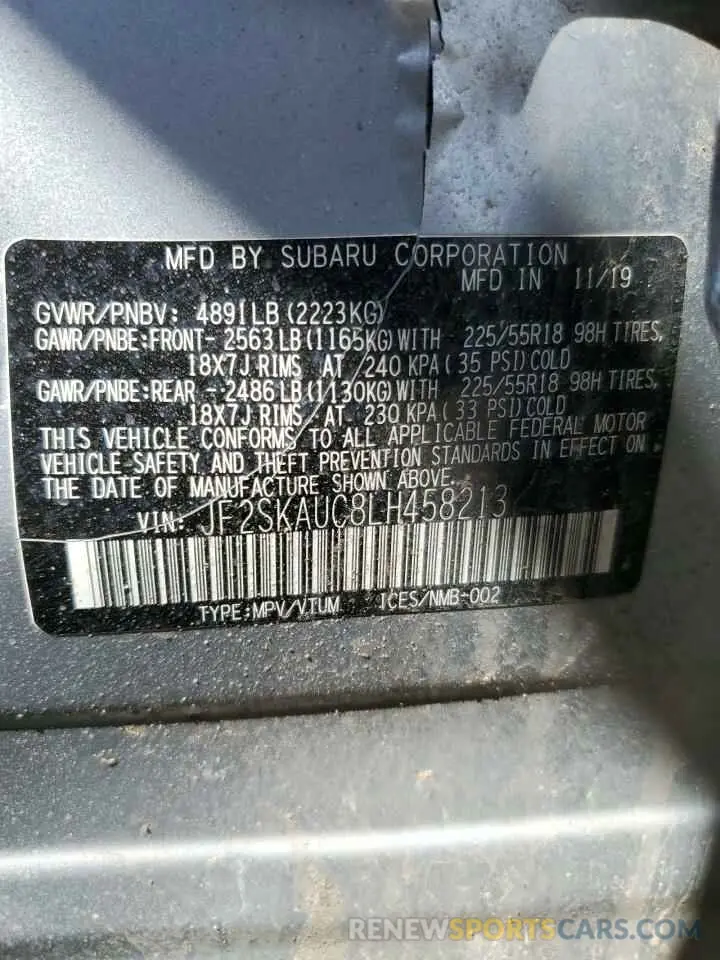 MFD BY SUBARU CORPORATION
MFD IN 11/19
GVWR/PNBV: 4891LB(2223KG)
GAWR/PNBE:FRONT- 2563LB(1165KG)WITH 225/55R18 98H TIRES,
18X7J RIMS AT 240 KPA(35 PSI)COLD
GAWR/PNBE:REAR -2486LB(1130KG)WITH 225/55R18 98H TIRES,
18X7J RIMS AT 230 KPA(33 PSI)COLD
THIS VEHICLE CONFORMS TO ALL APPLICABLE FEDERAL MOTOR
VEHICLE SAFETY AND THEFT PREVENTION STANDARDS IN EFFECT ON
THE DATE OF MANUFACTURE SHOWN ABOVE.
VIN: JF2SKAUC8LH458213
TYPE:MPV/VTUM ICES/NMB-002
RENEWSPORTSCARS.COM